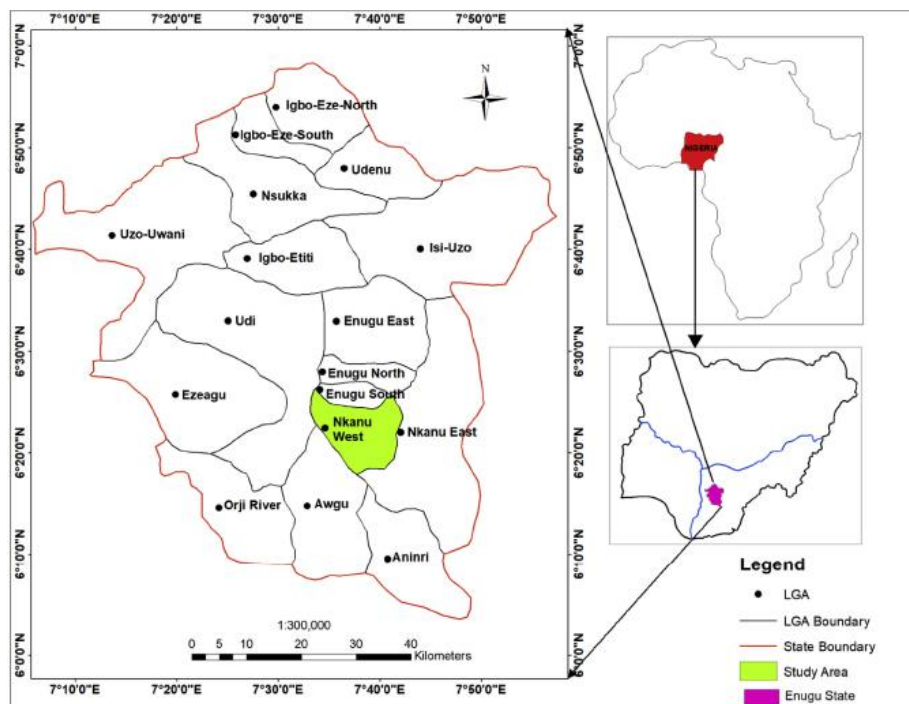 7°10'0"E 7°20'0"E 7°30'0"E 7°40'0"E 7°50'0"E
7°0'0"N
6°50'0"N
6°40'0"N
6°30'0"N
6°20'0"N
6°10'0"N
6°0'0"N
N
Igbo-Eze-North
Igbo-Eze-South
Udenu
Nsukka
Uzo-Uwani
Isi-Uzo
Igbo-Etiti
Udi
Enugu East
Enugu North
Enugu South
Ezeagu
Nkanu
West
Nkanu East
Orji River
Awgu
Aninri
1:300,000
0 5 10 20 30 40
Kilometers
7°10'0"E 7°20'0"E 7°30'0"E 7°40'0"E 7°50'0"E
7°0'0"N
6°50'0"N
6°40'0"N
6°30'0"N
6°20'0"N
6°10'0"N
6°0'0"N
NIGERIA
Legend
LGA
LGA Boundary
State Boundary
Study Area
Enugu State